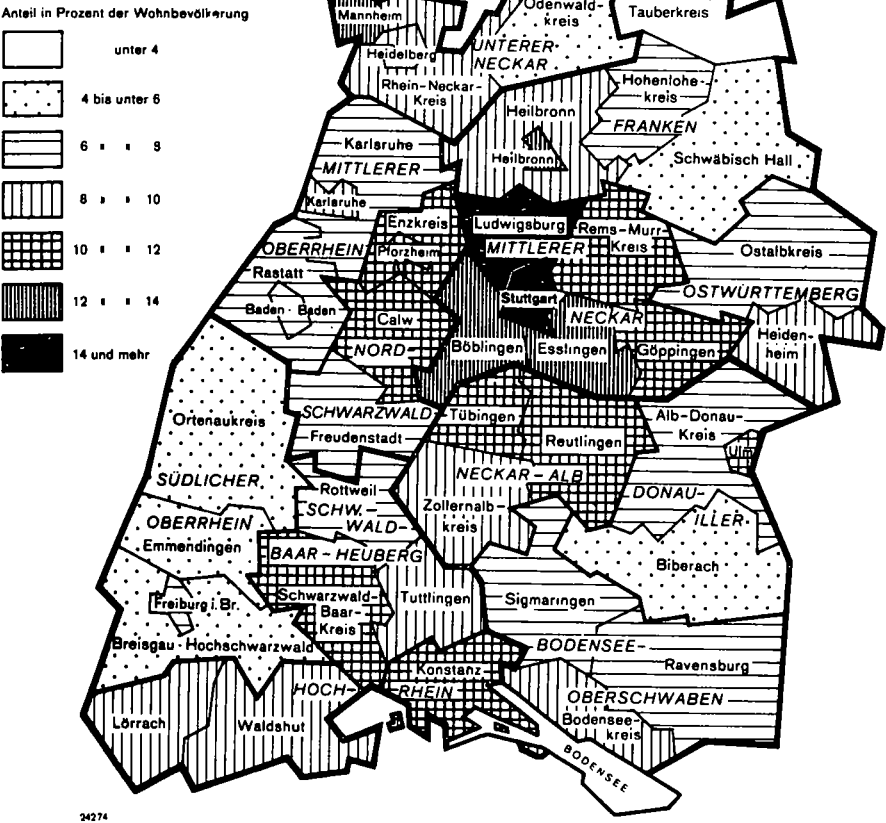 Anteil in Prozent der Wohnbevölkerung
unter 4
4 bis unter 6
6 " " 8
8 " " 10
10 " " 12
12 " " 14
14 und mehr
Mannheim
Odenwald-
kreis
Tauberkreis
Heidelberg
UNTERER
NECKAR
Rhein-Neckar-
Kreis
Hohenlohe-
kreis
Heilbronn
FRANKEN
Karlsruhe
Heilbronn
Schwäbisch Hall
MITTLERER
Karlsruhe
Enzkreis
Ludwigsburg
Rems-Murr-
Kreis
OBERRHEIN
Pforzheim
MITTLERER
Ostalbkreis
Rastatt
Baden-Baden
Stuttgart
OSTWÜRTTEMBERG
Calw
NECKAR
Heiden-
heim
NORD-
Böblingen
Esslingen
Göppingen
SCHWARZWALD
Tübingen
Alb-Donau-
Kreis
Ortenaukreis
Freudenstadt
Reutlingen
Ulm
SÜDLICHER
Rottweil
NECKAR-ALB
DONAU-
SCHW.-
WALD-
Zollernalb-
kreis
ILLER
OBERRHEIN
Emmendingen
BAAR-HEUBERG
Biberach
Freiburg i. Br.
Schwarzwald-
Baar-
Kreis
Tuttlingen
Sigmaringen
Breisgau-Hochschwarzwald
BODENSEE-
Konstanz
Ravensburg
HOCH-
RHEIN
OBERSCHWABEN
Lörrach
Waldshut
Bodensee-
kreis
BODENSEE
24274